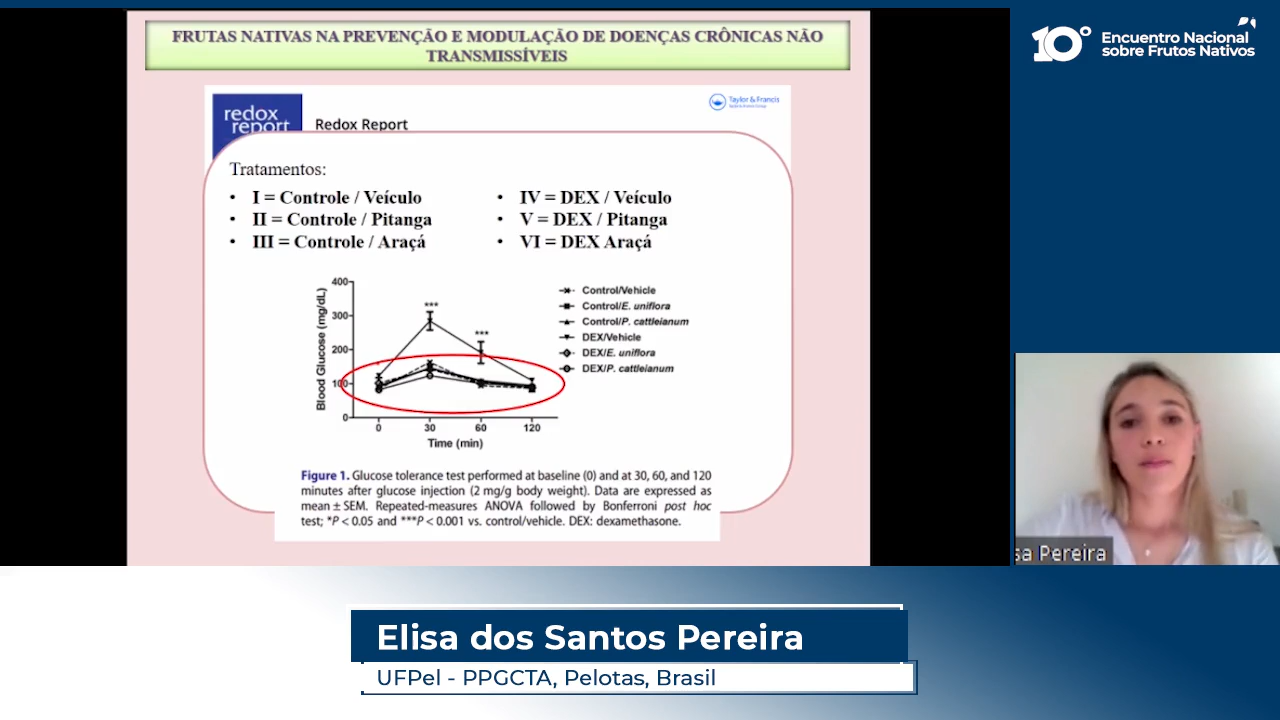 FRUTAS NATIVAS NA PREVENÇÃO E MODULAÇÃO DE DOENÇAS CRÔNICAS NÃO
TRANSMISSÍVEIS
10° Encuentro Nacional
sobre Frutos Nativos
redox
report
Redox Report
Taylor & Francis
Tratamentos:
• I = Controle / Veículo
• II = Controle / Pitanga
• III = Controle / Araçá
• IV = DEX / Veículo
• V = DEX / Pitanga
• VI = DEX Araçá
Blood Glucose (mg/dL)
400
300
200
100
0
***
***
*
0 30 60 120
Time (min)
Control/Vehicle
Control/E. uniflora
Control/P. cattleianum
DEX/Vehicle
DEX/E. uniflora
DEX/P. cattleianum
Figure 1. Glucose tolerance test performed at baseline (0) and at 30, 60, and 120
minutes after glucose injection (2 mg/g body weight). Data are expressed as
mean ± SEM. Repeated-measures ANOVA followed by Bonferroni post hoc
test; *P < 0.05 and ***P < 0.001 vs. control/vehicle. DEX: dexamethasone.
sa Pereira
Elisa dos Santos Pereira
UFPel - PPGCTA, Pelotas, Brasil